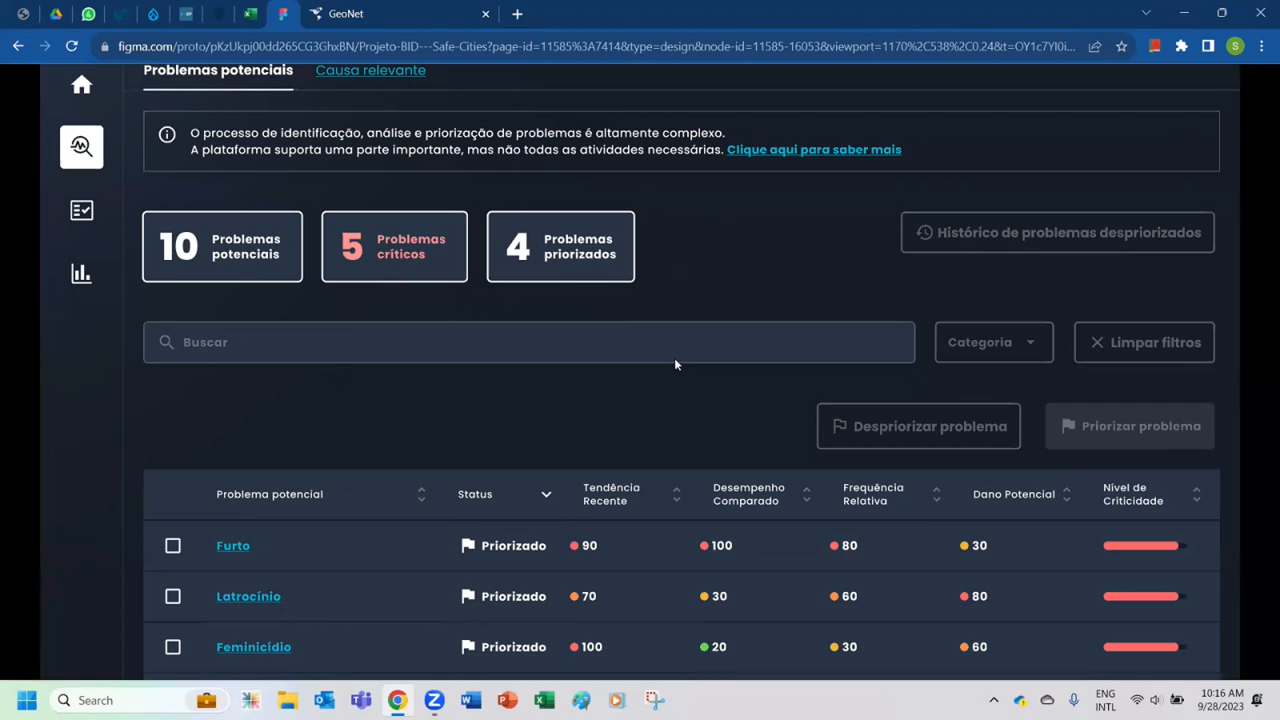 GeoNet
figma.com/proto/pKzUkpj00dd265CG3GhxBN/Projeto-BID---Safe-Cities?page-id=11585%3A7414&type=design&node-id=11585-16053&viewport=1170%2C538%2C0.24&t=OY1c7Yl0i...
S
Problemas potenciais
Causa relevante
O processo de identificação, análise e priorização de problemas é altamente complexo.
A plataforma suporta uma parte importante, mas não todas as atividades necessárias. Clique aqui para saber mais
10 Problemas potenciais
5 Problemas críticos
4 Problemas priorizados
Histórico de problemas despriorizados
Buscar
Categoria
Limpar filtros
Despriorizar problema
Priorizar problema
Problema potencial Status Tendência Recente Desempenho Comparado Frequência Relativa Dano Potencial Nível de Criticidade
Furto Priorizado 90 100 80 30
Latrocínio Priorizado 70 30 60 80
Feminicídio Priorizado 100 20 30 60
Search
ENG
INTL
10:16 AM
9/28/2023